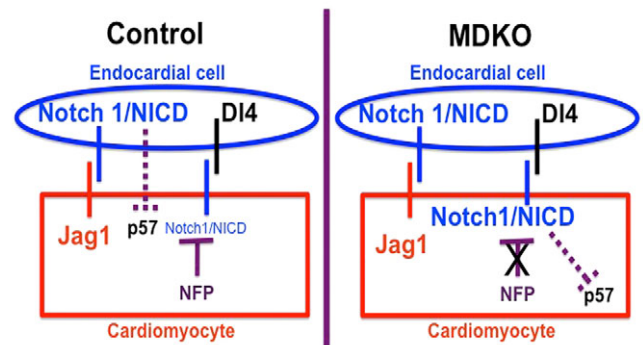 Control
Endocardial cell
Notch 1/NICD
Dl4
Jag1
p57
Notch1/NICD
NFP
Cardiomyocyte
MDKO
Endocardial cell
Notch 1/NICD
Dl4
Notch1/NICD
Jag1
X
NFP
p57
Cardiomyocyte